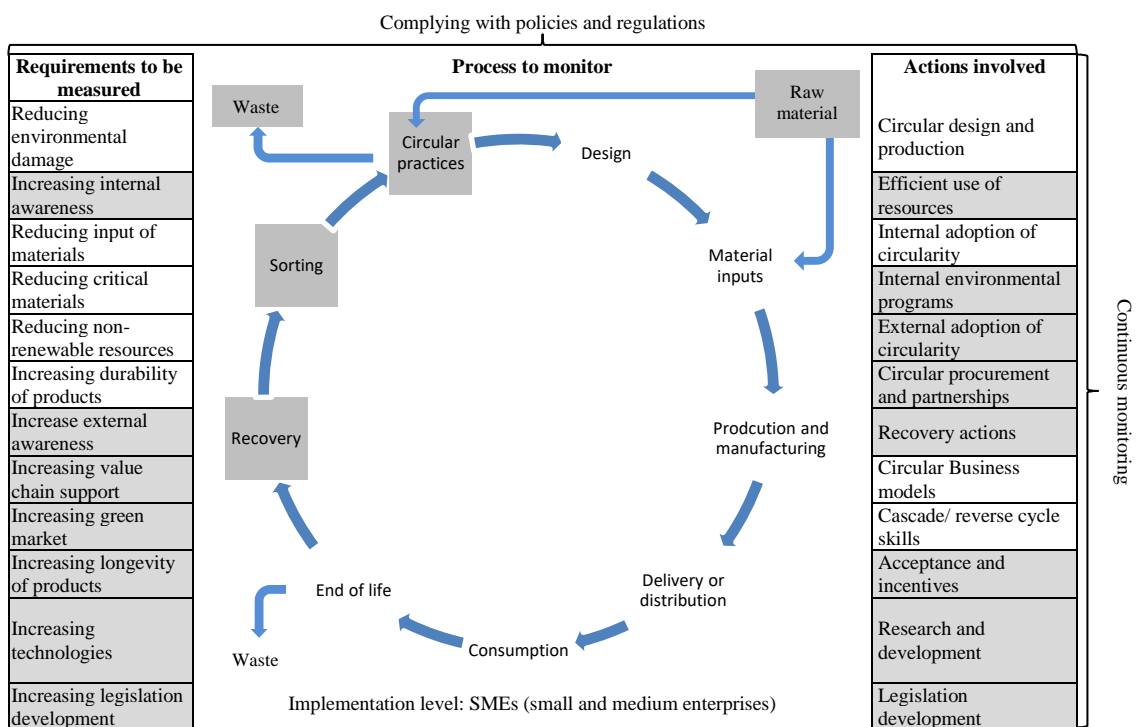 Complying with policies and regulations
Requirements to be
measured
Reducing
environmental
damage
Increasing internal
awareness
Reducing input of
materials
Reducing critical
materials
Reducing non-
renewable resources
Increasing durability
of products
Increase external
awareness
Increasing value
chain support
Increasing green
market
Increasing longevity
of products
Increasing
technologies
Increasing legislation
development
Process to monitor
Waste
Circular
practices
Raw
material
Design
Material
inputs
Prodcution and
manufacturing
Delivery or
distribution
Consumption
End of life
Waste
Recovery
Sorting
Implementation level: SMEs (small and medium enterprises)
Actions involved
Circular design and
production
Efficient use of
resources
Internal adoption of
circularity
Internal environmental
programs
External adoption of
circularity
Circular procurement
and partnerships
Recovery actions
Circular Business
models
Cascade/ reverse cycle
skills
Acceptance and
incentives
Research and
development
Legislation
development
Continuous monitoring